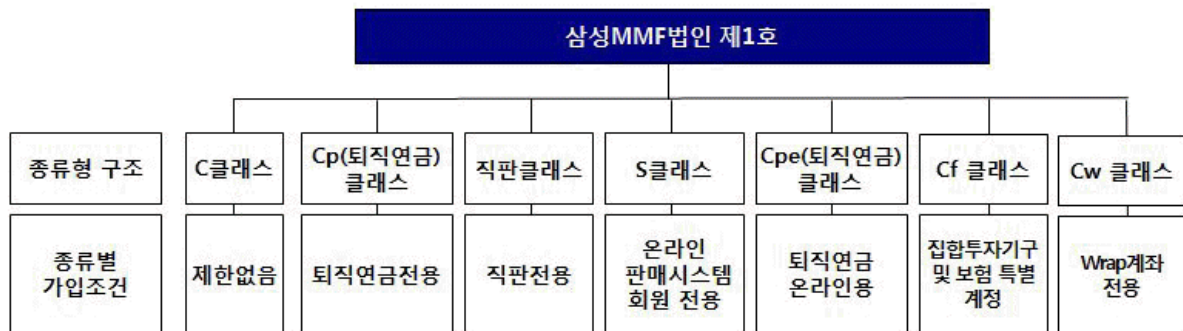 삼성MMF법인 제1호
종류형 구조
C클래스
Cp(퇴직연금)
클래스
직판클래스
S클래스
Cpe(퇴직연금)
클래스
Cf 클래스
Cw 클래스
종류별
가입조건
제한없음
퇴직연금전용
직판전용
온라인
판매시스템
회원 전용
퇴직연금
온라인용
집합투자기구
및 보험 특별
계정
Wrap계좌
전용